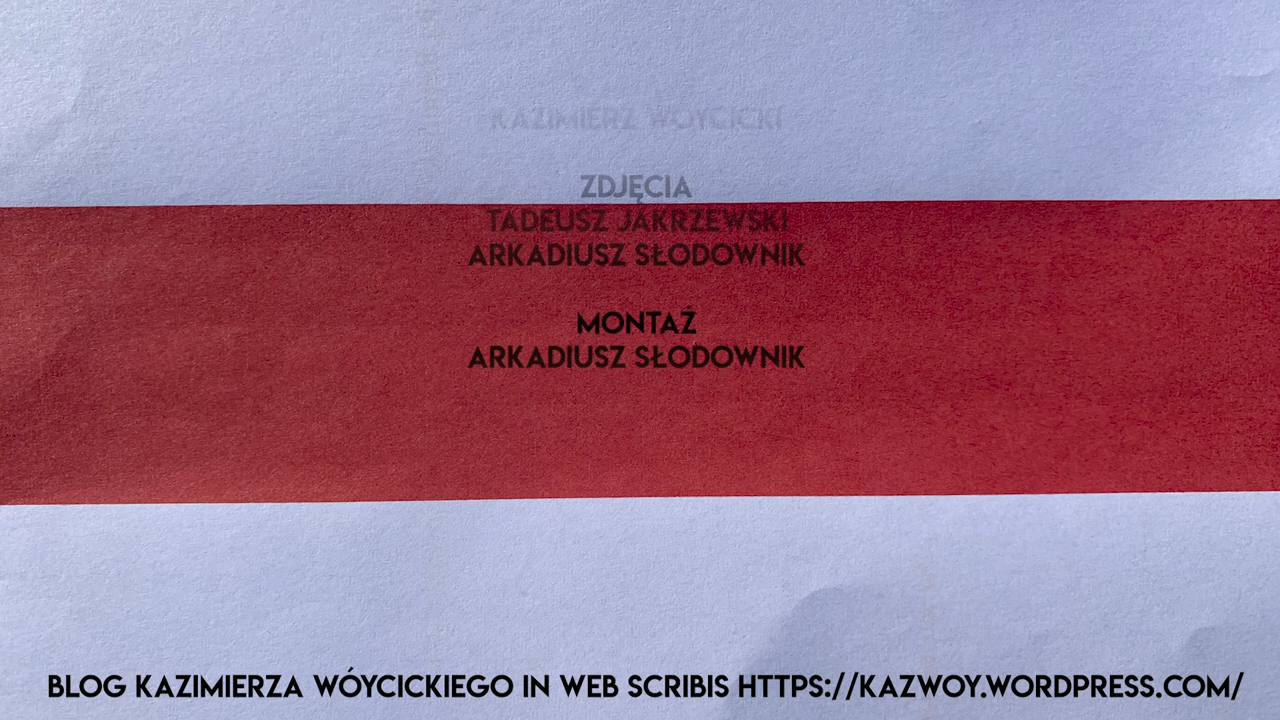 KAZIMIERZ WOYCICKI
ZDJĘCIA
TADEUSZ JAKRZEWSKI
ARKADIUSZ SŁODOWNIK
MONTAŻ
ARKADIUSZ SŁODOWNIK
BLOG KAZIMIERZA WÓYCICKIEGO IN WEB SCRIBIS HTTPS://KAZWOY.WORDPRESS.COM/